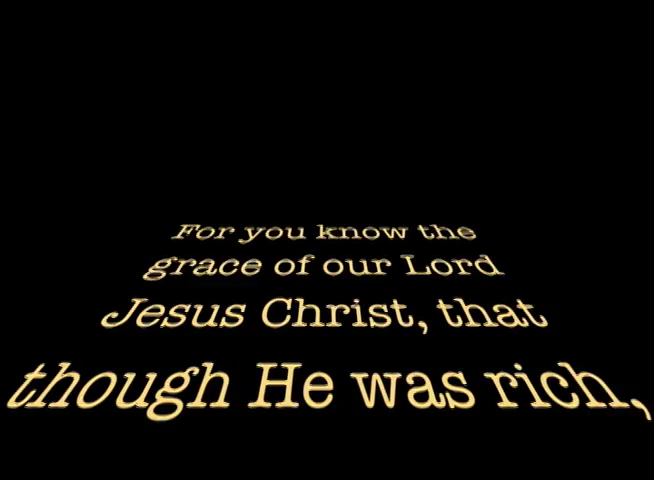 For you know the
grace of our Lord
Jesus Christ, that
though He was rich,